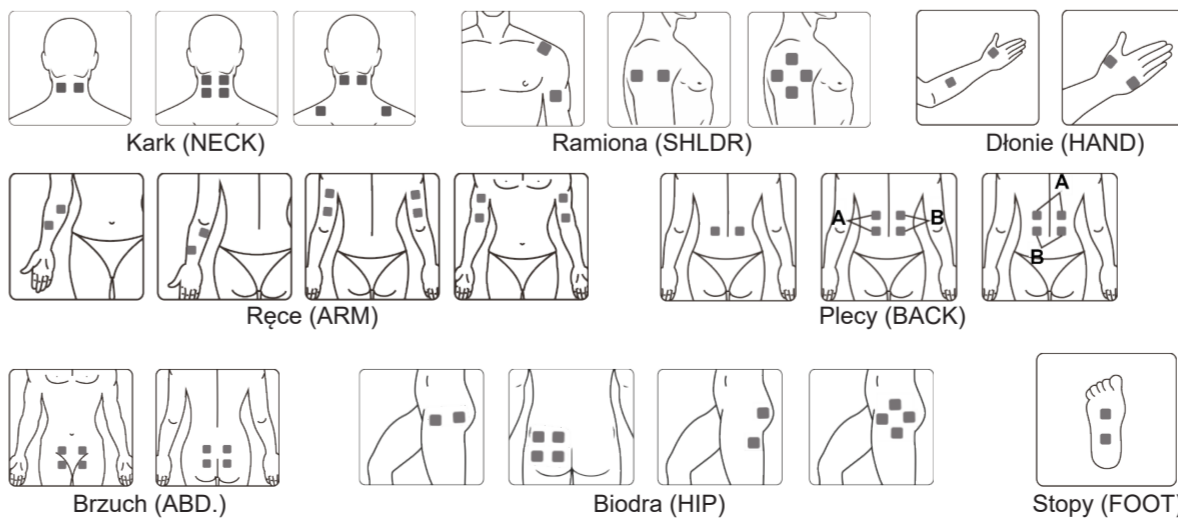 Kark (NECK)
Ramiona (SHLDR)
Dłonie (HAND)
A
B
A
B
Ręce (ARM)
Plecy (BACK)
Brzuch (ABD.)
Biodra (HIP)
Stopy (FOOT)